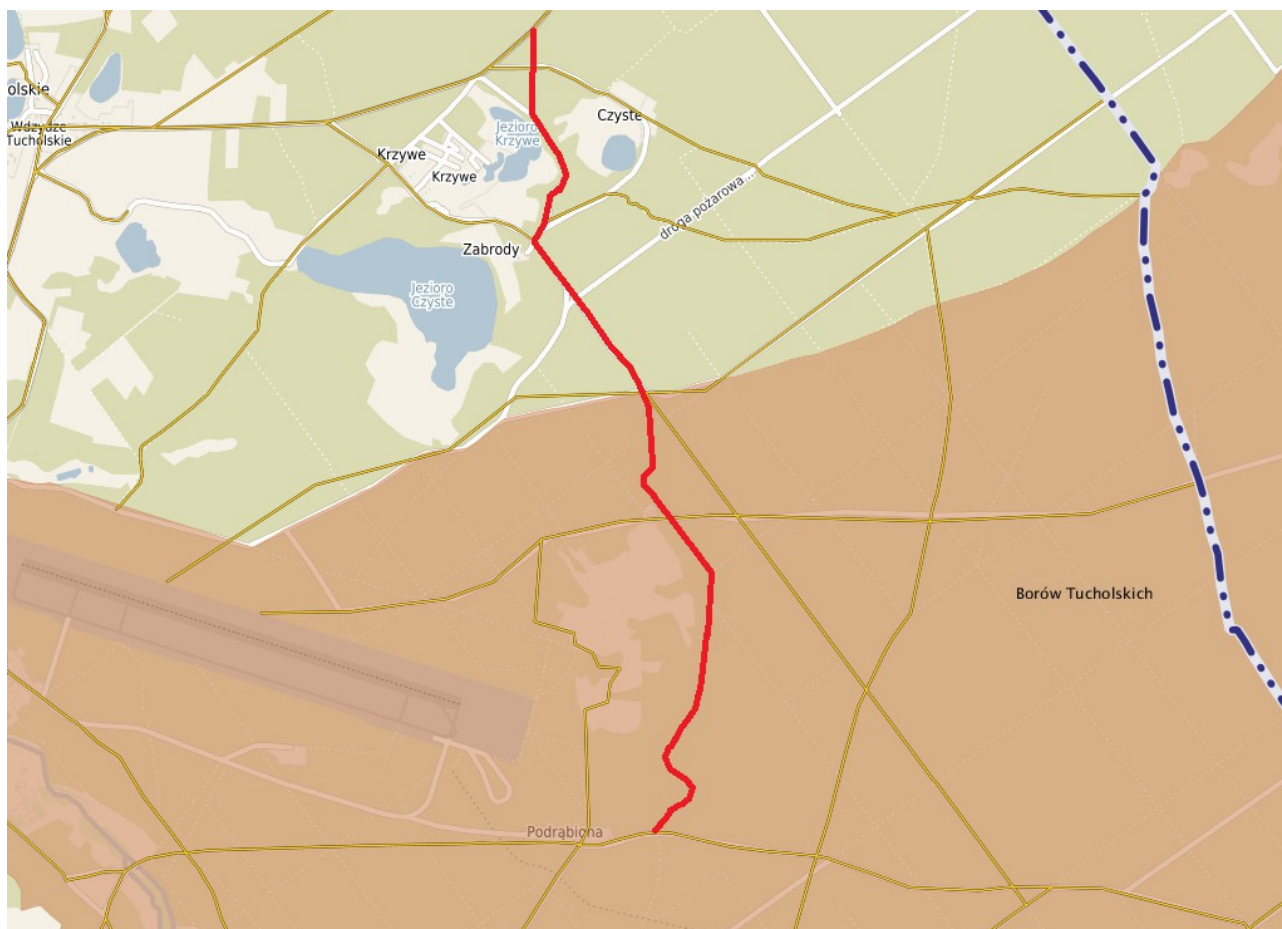 olskie
Wdzydze
Tucholskie
Jezioro
Krzywe
Czyste
Krzywe
Krzywe
droga pożarowa...
Zabrody
Jezioro
Czyste
Borów Tucholskich
Podrąbiona